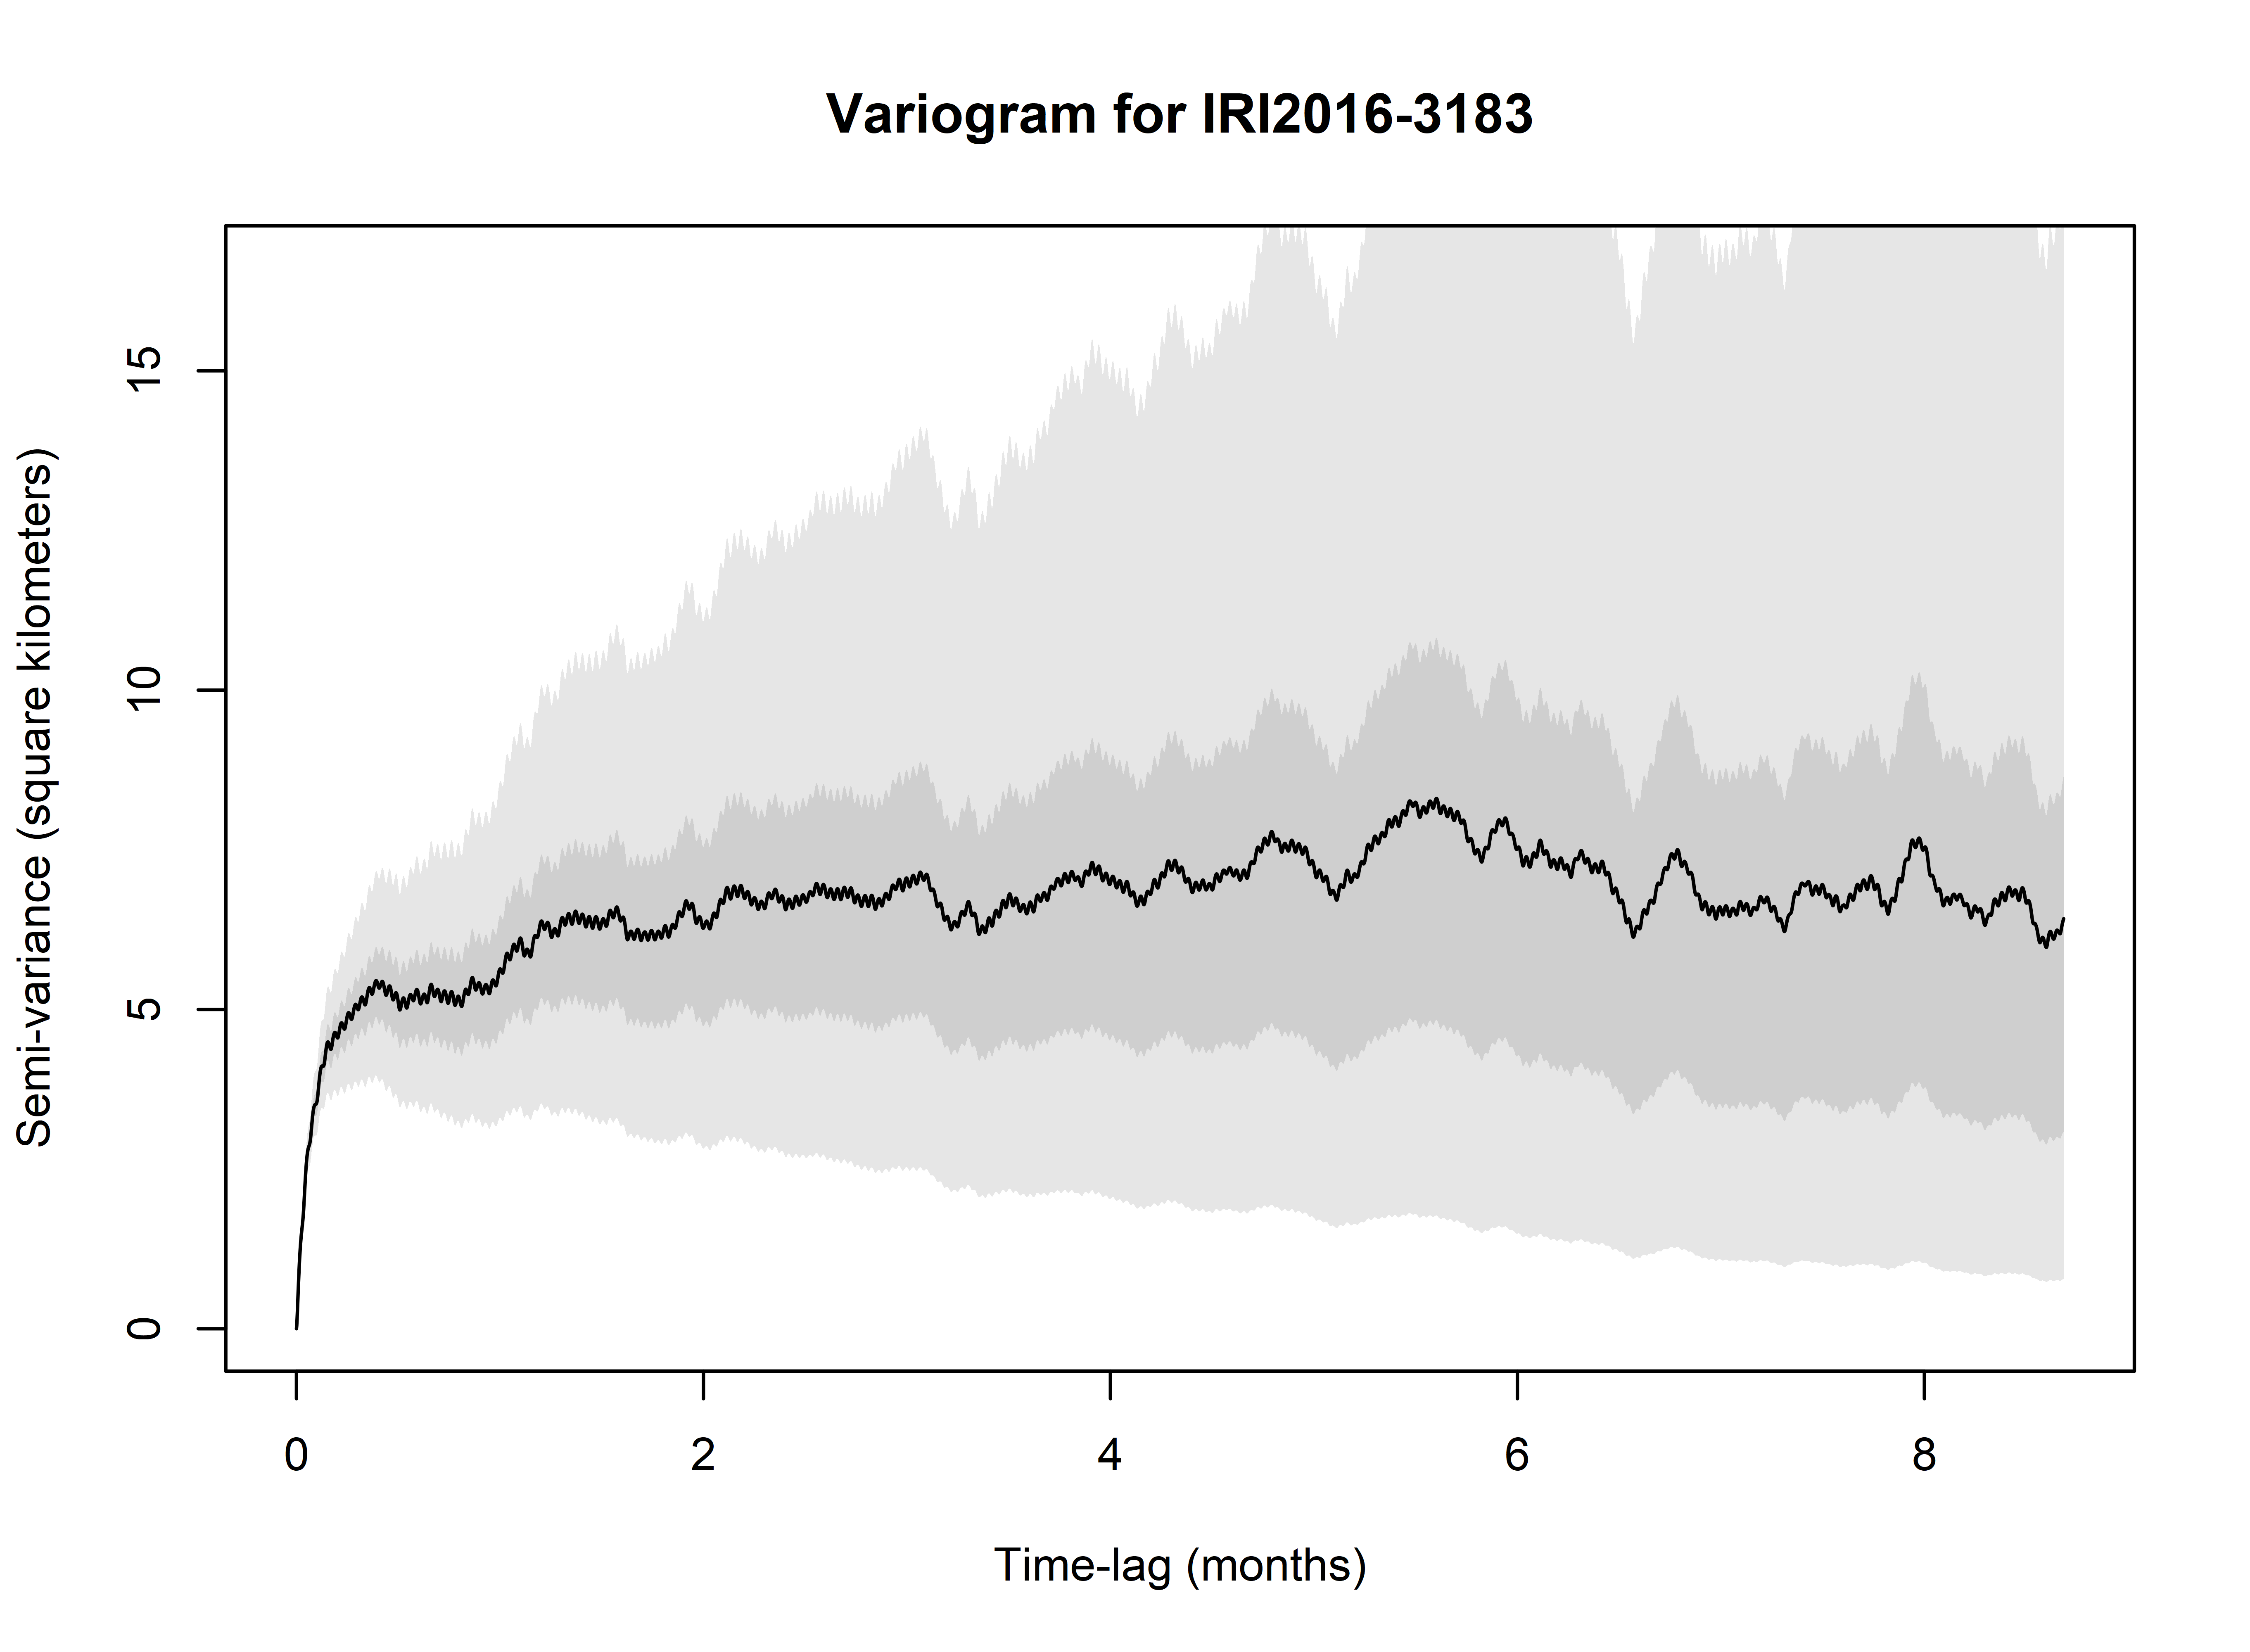 Variogram for IRI2016-3183
Semi-variance (square kilometers)
15
10
5
0
0 2 4 6 8
Time-lag (months)